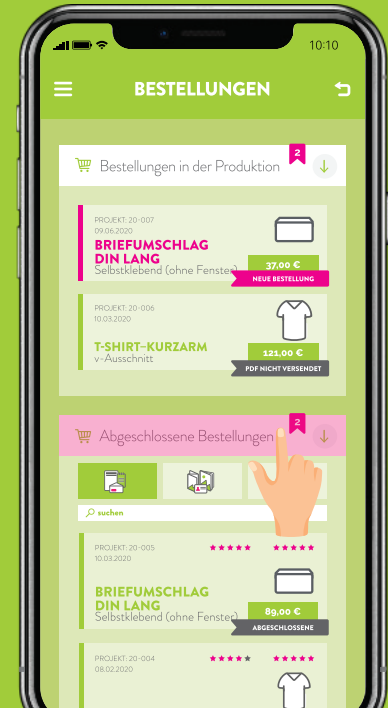 10:10
BESTELLUNGEN
2
Bestellungen in der Produktion
PROJEKT: 20-007
09.06.2020
BRIEFUMSCHLAG
DIN LANG
Selbstklebend (ohne Fenster)
37,00 €
NEUE BESTELLUNG
PROJEKT: 20-006
10.03.2020
T-SHIRT-KURZARM
v-Ausschnitt
121,00 €
PDF NICHT VERSENDET
2
Abgeschlossene Bestellungen
suchen
PROJEKT: 20-005
10.03.2020
BRIEFUMSCHLAG
DIN LANG
Selbstklebend (ohne Fenster)
89,00 €
ABGESCHLOSSENE
PROJEKT: 20-004
08.02.2020